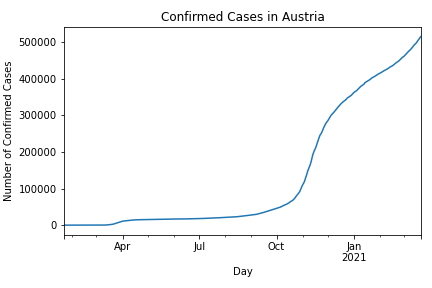 Confirmed Cases in Austria
500000
400000
300000
200000
100000
0
Number of Confirmed Cases
Apr
Jul
Oct
Jan
2021
Day